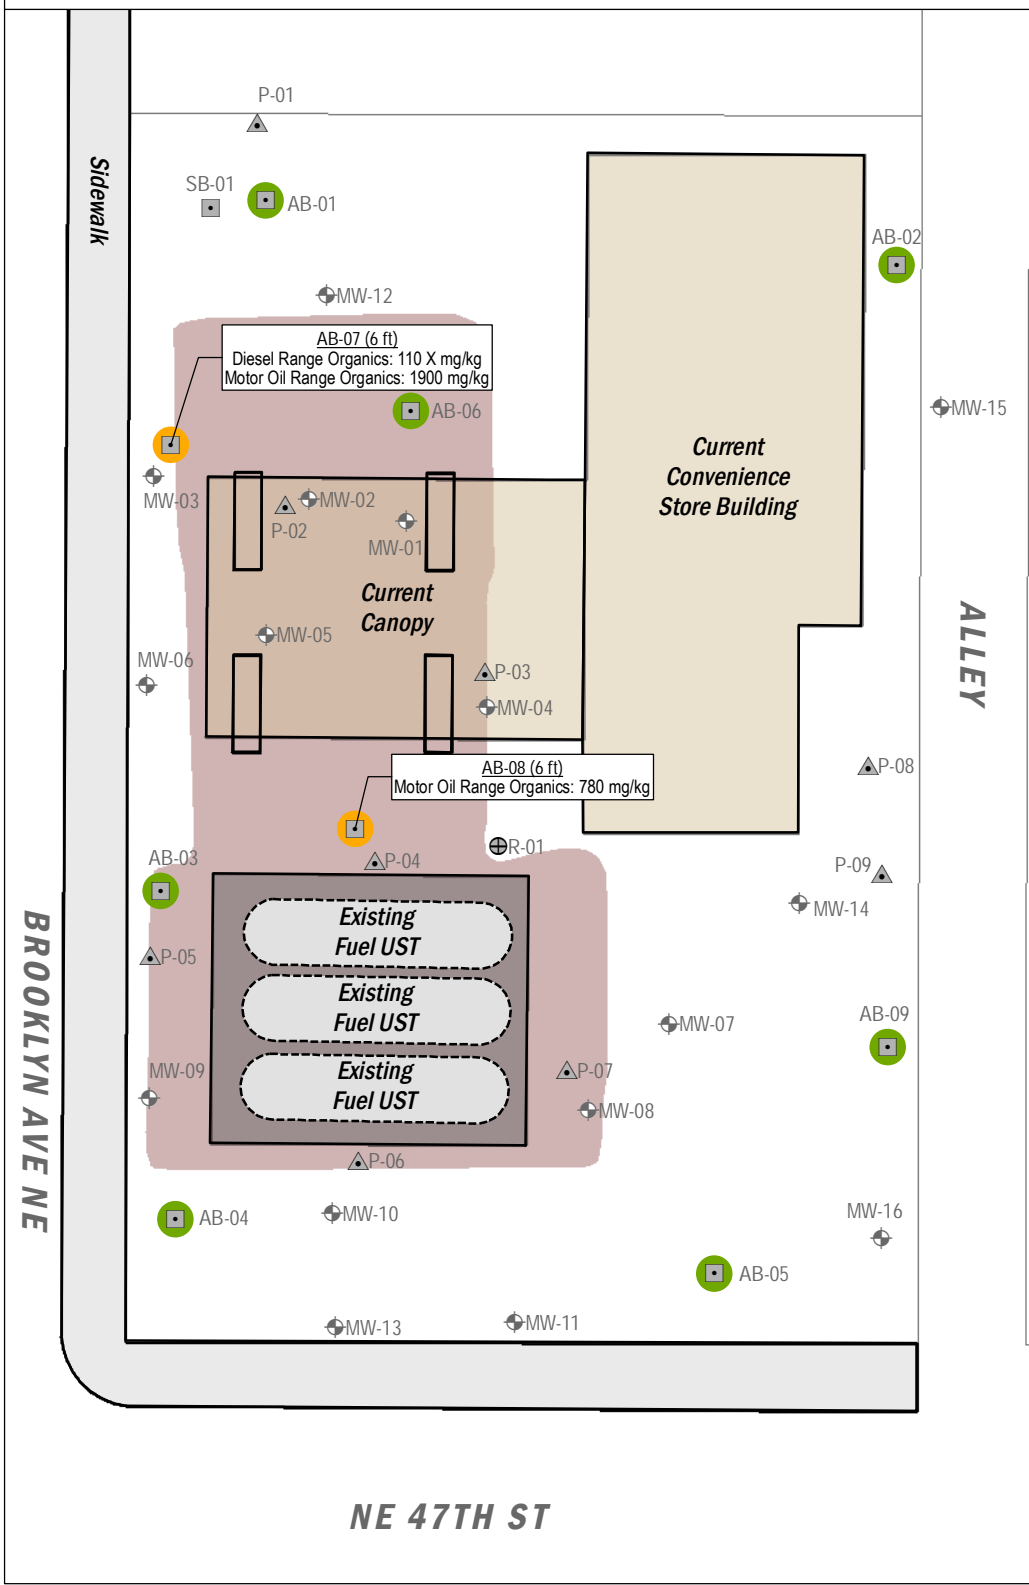 P-01
Sidewalk
SB-01
AB-01
AB-02
MW-12
AB-07 (6 ft)
Diesel Range Organics: 110 X mg/kg
Motor Oil Range Organics: 1900 mg/kg
AB-06
MW-15
Current
Convenience
Store Building
MW-03
MW-02
P-02
MW-01
Current
Canopy
MW-05
MW-06
P-03
MW-04
ALLEY
AB-08 (6 ft)
Motor Oil Range Organics: 780 mg/kg
P-08
R-01
AB-03
P-04
P-09
MW-14
Existing
Fuel UST
P-05
BROOKLYN AVE NE
Existing
Fuel UST
MW-07
AB-09
Existing
Fuel UST
MW-09
P-07
MW-08
P-06
AB-04
MW-10
MW-16
AB-05
MW-13
MW-11
NE 47TH ST